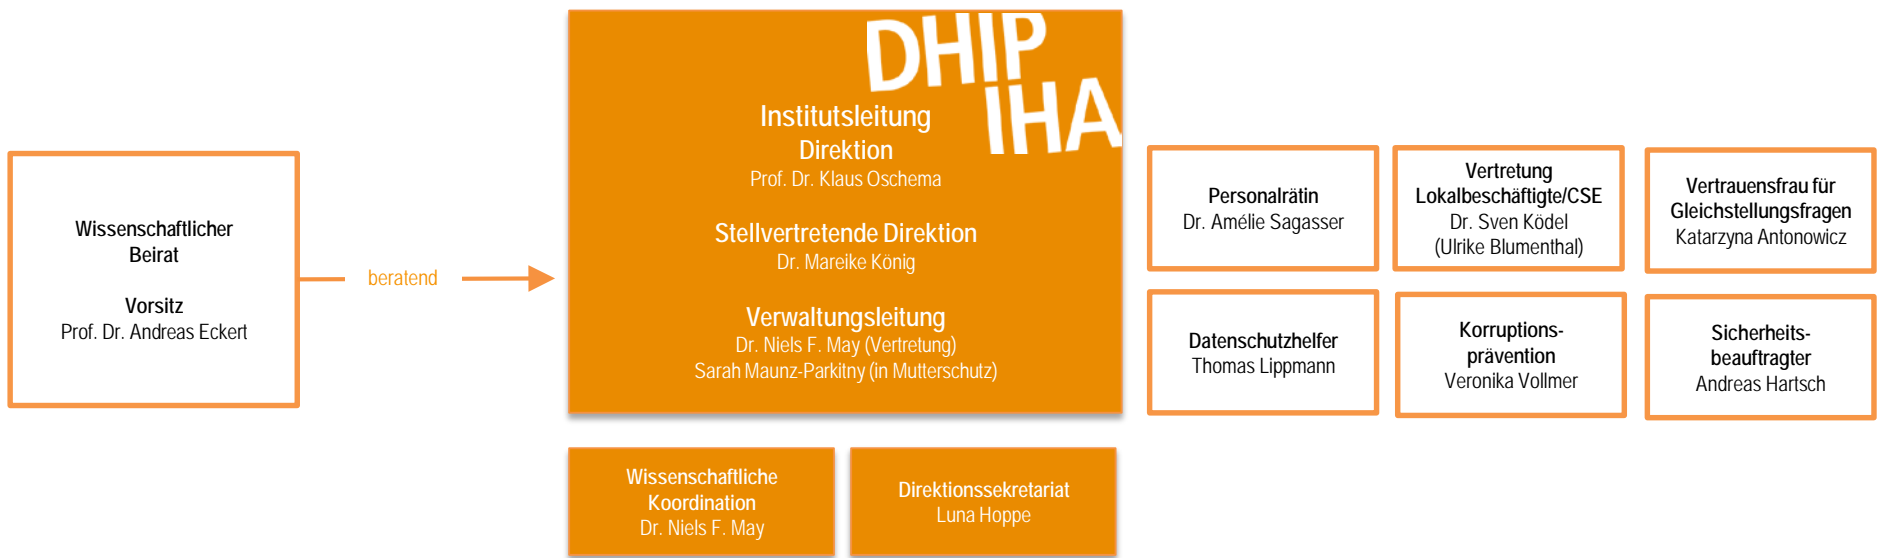 Wissenschaftlicher
Beirat
Vorsitz
Prof. Dr. Andreas Eckert
beratend
DHIP
IHA
Institutsleitung
Direktion
Prof. Dr. Klaus Oschema
Stellvertretende Direktion
Dr. Mareike König
Verwaltungsleitung
Dr. Niels F. May (Vertretung)
Sarah Maunz-Parkitny (in Mutterschutz)
Personalrätin
Dr. Amélie Sagasser
Vertretung
Lokalbeschäftigte/CSE
Dr. Sven Ködel
(Ulrike Blumenthal)
Vertrauensfrau für
Gleichstellungsfragen
Katarzyna Antonowicz
Datenschutzhelfer
Thomas Lippmann
Korruptions-
prävention
Veronika Vollmer
Sicherheits-
beauftragter
Andreas Hartsch
Wissenschaftliche
Koordination
Dr. Niels F. May
Direktionssekretariat
Luna Hoppe